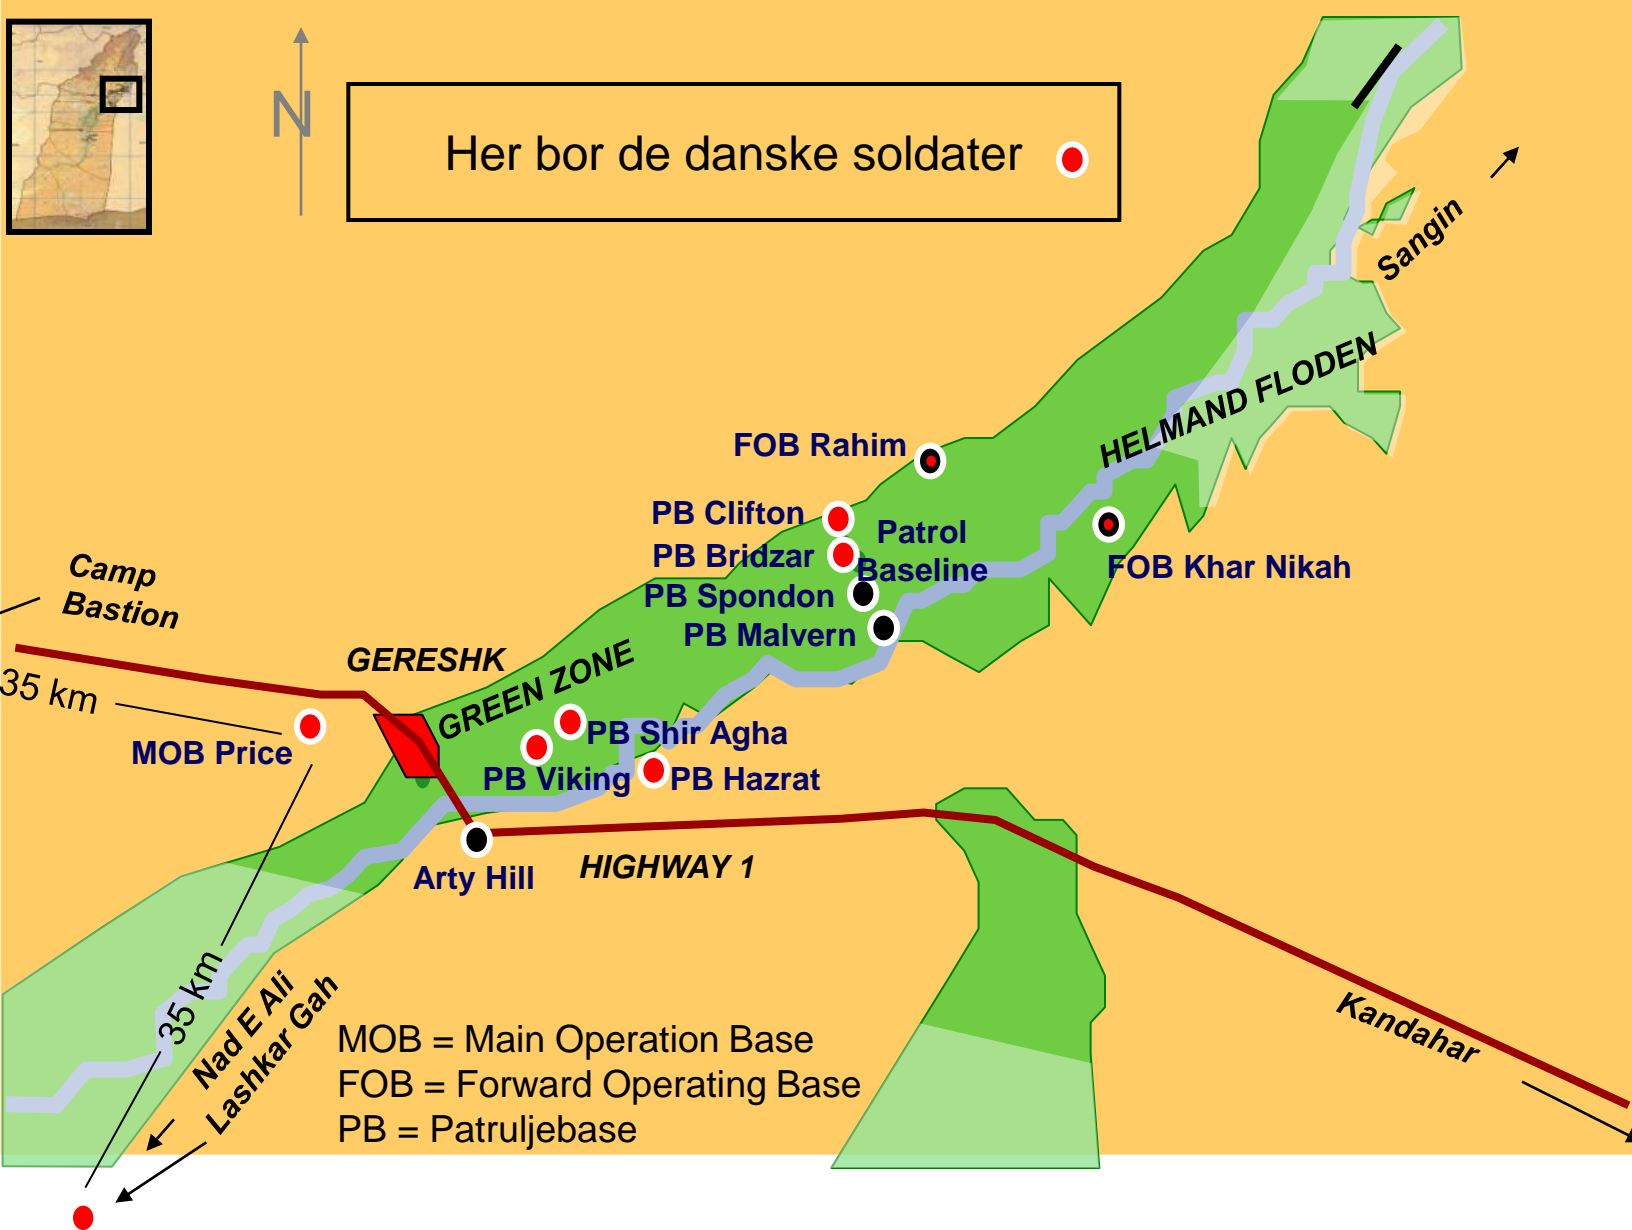 N
Her bor de danske soldater
Sangin
HELMAND FLODEN
FOB Rahim
PB Clifton
Patrol
Baseline
PB Bridzar
FOB Khar Nikah
PB Spondon
PB Malvern
Camp
Bastion
35 km
GERESHK
GREEN ZONE
MOB Price
PB Shir Agha
PB Viking
PB Hazrat
Arty Hill
HIGHWAY 1
35 km
Nad E Ali
Lashkar Gah
Kandahar
MOB = Main Operation Base
FOB = Forward Operating Base
PB = Patruljebase